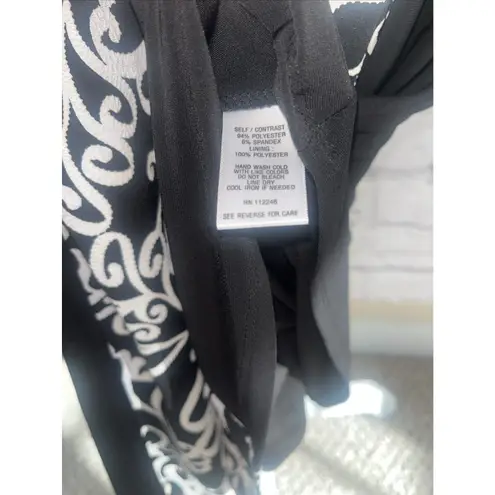 SELF / CONTRAST
94% POLYESTER
6% SPANDEX
LINING :
100% POLYESTER
HAND WASH COLD
WITH LIKE COLORS
DO NOT BLEACH
LINE DRY
COOL IRON IF NEEDED
SEE REVERSE FOR CARE